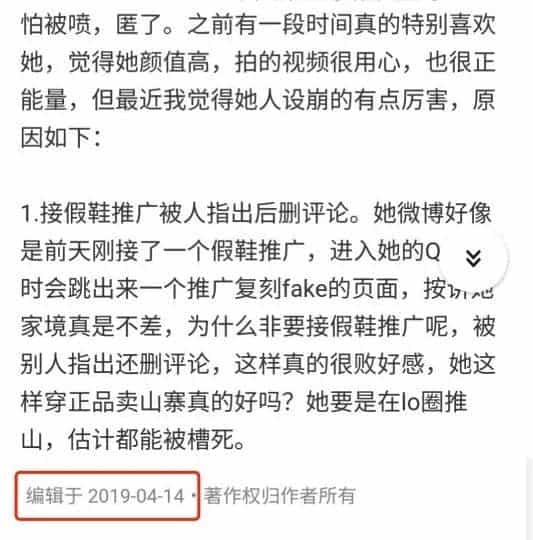 怕被喷，匿了。之前有一段时间真的特别喜欢
她，觉得她颜值高，拍的视频很用心，也很正
能量，但最近我觉得她人设崩的有点厉害，原
因如下：
1.接假鞋推广被人指出后删评论。她微博好像
是前天刚接了一个假鞋推广，进入她的Q
时会跳出来一个推广复刻fake的页面，按讲她
家境真是不差，为什么非要接假鞋推广呢，被
别人指出还删评论，这样真的很败好感，她这
样穿正品卖山寨真的好吗？她要是在lo圈推
山，估计都能被槽死。
编辑于 2019-04-14 · 著作权归作者所有